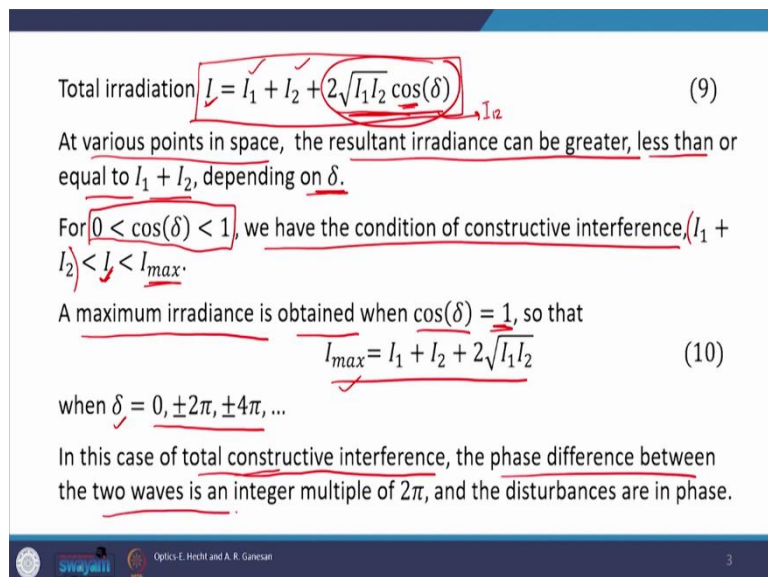 Total irradiation I = I₁ + I₂ + 2√(I₁I₂) cos(δ) (9)
I₁₂
At various points in space, the resultant irradiance can be greater, less than or
equal to I₁ + I₂, depending on δ.
For 0 < cos(δ) < 1, we have the condition of constructive interference, (I₁ +
I₂) < I < Iₘₐₓ.
A maximum irradiance is obtained when cos(δ) = 1, so that
Iₘₐₓ = I₁ + I₂ + 2√(I₁I₂) (10)
when δ = 0, ±2π, ±4π, ...
In this case of total constructive interference, the phase difference between
the two waves is an integer multiple of 2π, and the disturbances are in phase.
swayam Optics-E. Hecht and A. R. Ganesan 3